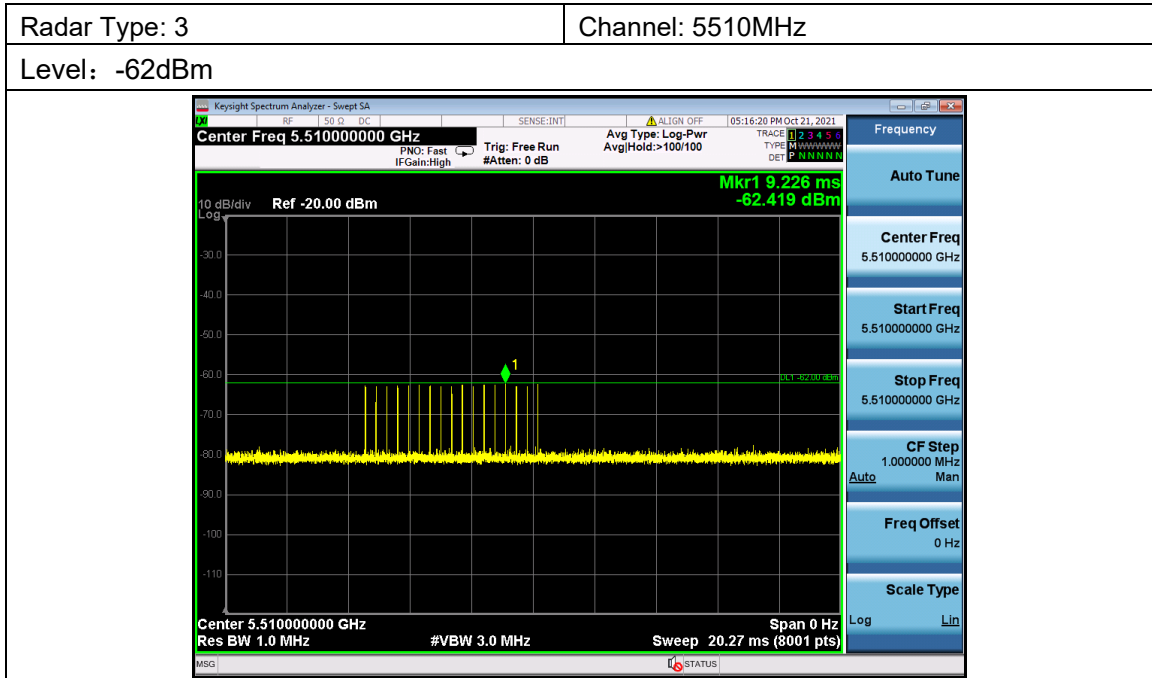 Radar Type: 3
Channel: 5510MHz
Level：-62dBm
Keysight Spectrum Analyzer - Swept SA
LXI RF 50 Ω DC SENSE:INT ALIGN OFF 05:16:20 PM Oct 21, 2021
Center Freq 5.510000000 GHz
PNO: Fast
IFGain:High
Trig: Free Run
#Atten: 0 dB
Avg Type: Log-Pwr
Avg|Hold:>100/100
TRACE 1 2 3 4 5 6
TYPE M WWWWW
DET P NNNNN
Mkr1 9.226 ms
-62.419 dBm
10 dB/div Ref -20.00 dBm
Log
-30.0
-40.0
-50.0
-60.0
-70.0
-80.0
-90.0
-100
-110
1
DL1 -62.00 dBm
Center 5.510000000 GHz Span 0 Hz
Res BW 1.0 MHz #VBW 3.0 MHz Sweep 20.27 ms (8001 pts)
MSG STATUS
Frequency
Auto Tune
Center Freq
5.510000000 GHz
Start Freq
5.510000000 GHz
Stop Freq
5.510000000 GHz
CF Step
1.000000 MHz
Auto Man
Freq Offset
0 Hz
Scale Type
Log Lin